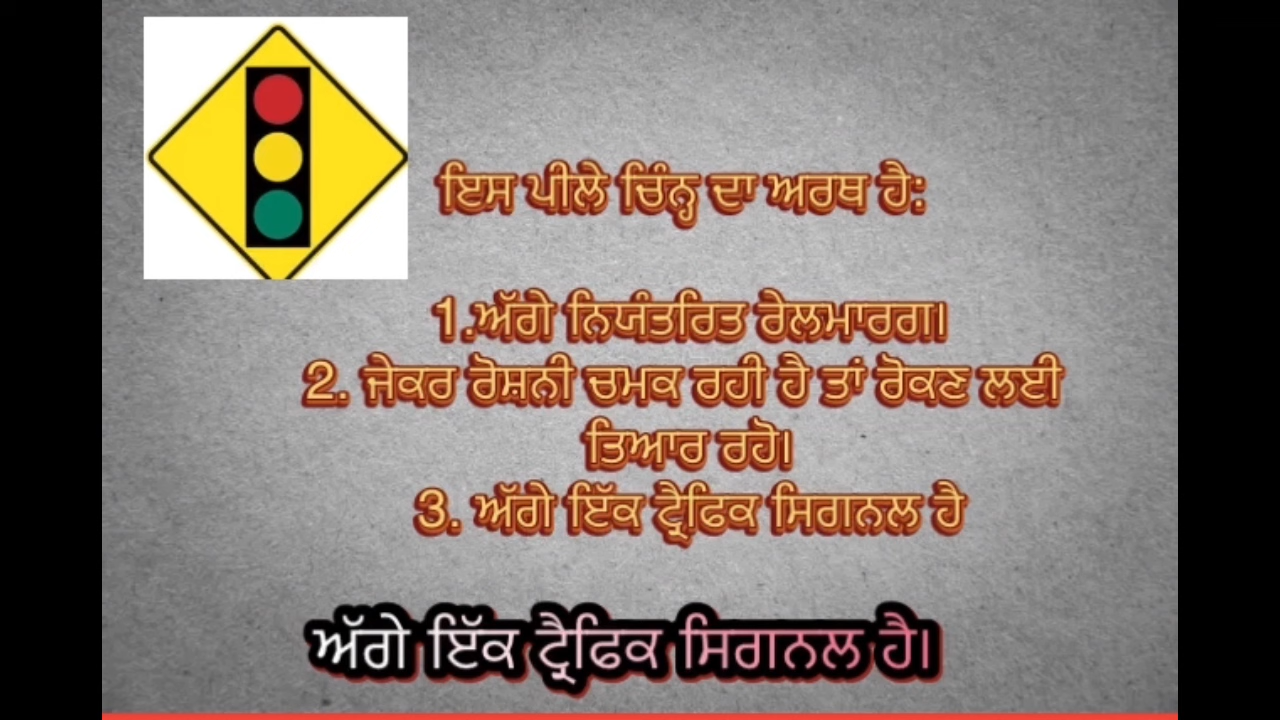 ਇਸ ਪੀਲੇ ਚਿੰਨ੍ਹ ਦਾ ਅਰਥ ਹੈ:
1.ਅੱਗੇ ਨਿਯੰਤਰਿਤ ਰੇਲਮਾਰਗ।
2. ਜੇਕਰ ਰੋਸ਼ਨੀ ਚਮਕ ਰਹੀ ਹੈ ਤਾਂ ਰੋਕਣ ਲਈ
ਤਿਆਰ ਰਹੋ।
3. ਅੱਗੇ ਇੱਕ ਟ੍ਰੈਫਿਕ ਸਿਗਨਲ ਹੈ
ਅੱਗੇ ਇੱਕ ਟ੍ਰੈਫਿਕ ਸਿਗਨਲ ਹੈ।